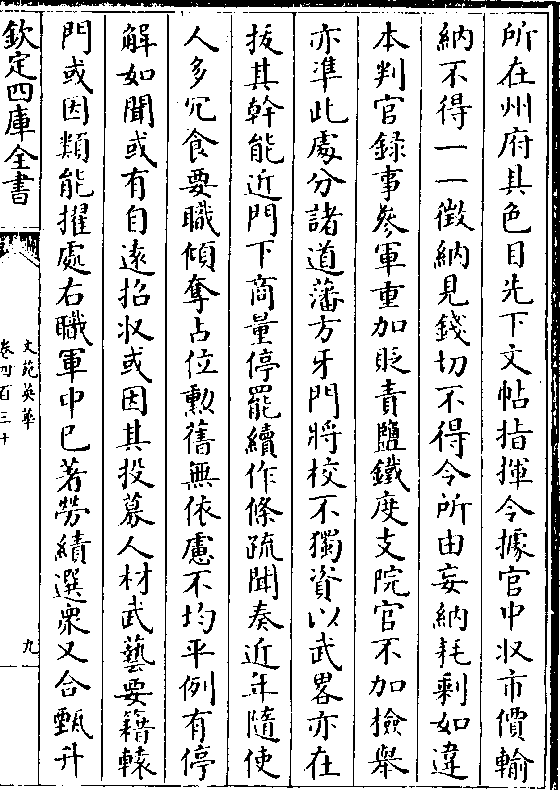 所在州府具色目先下文帖指揮令據官中收市價輸
納不得一一徵納見錢切不得令所由妄納耗剩如違
本判官録事參軍重加貶責鹽鐵度支院官不加撿舉
亦準此處分諸道藩方牙門將校不獨資以武畧亦在
拔其幹能近門下商量停罷續作條疏聞奏近年隨使
人多冗食要職傾奪占位勲舊無依慮不均平例有停
解如聞或有自逺招收或因其投募人材武藝要籍轅
門或因類能擢處右職軍中已著勞績選衆又合甄升
欽定四庫全書
文苑英華
卷四百三十
九